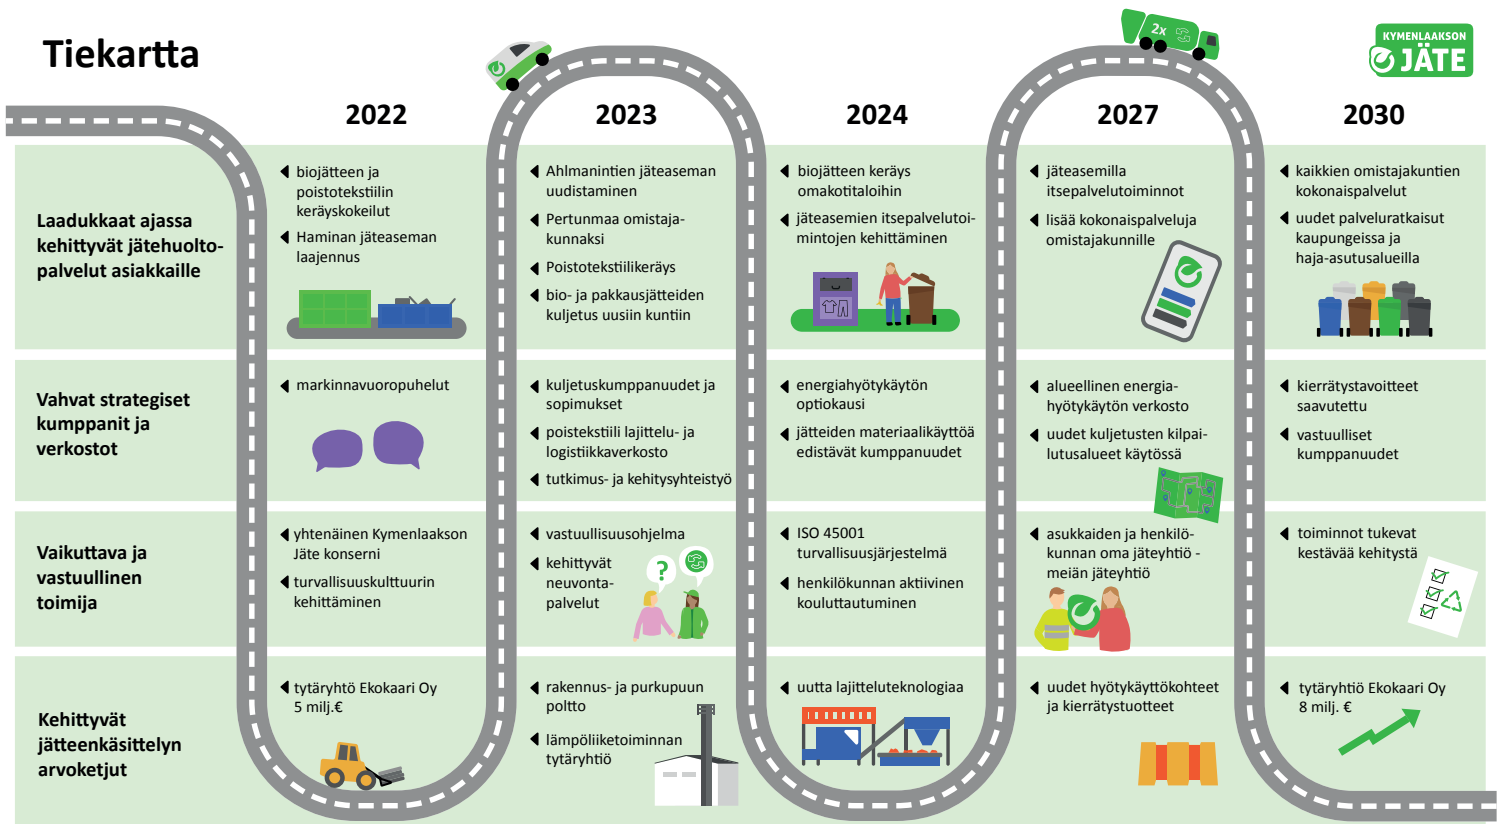 Tiekartta
2x
KYMENLAAKSON
JÄTE
2022
2023
2024
2027
2030
Laadukkaat ajassa
kehittyvät jätehuolto-
palvelut asiakkaille
biojätteen ja
poistotekstiilin
keräyskokeilut
Haminan jäteaseman
laajennus
Ahlmanintien jäteaseman
uudistaminen
Pertunmaa omistaja-
kunnaksi
Poistotekstiilikeräys
bio- ja pakkausjätteiden
kuljetus uusiin kuntiin
biojätteen keräys
omakotitaloihin
jäteasemien itsepalvelutoi-
mintojen kehittäminen
jäteasemilla
itsepalvelutoiminnot
lisää kokonaispalveluja
omistajakunnille
kaikkien omistajakuntien
kokonaispalvelut
uudet palveluratkaisut
kaupungeissa ja
haja-asutusalueilla
Vahvat strategiset
kumppanit ja
verkostot
markinnavuoropuhelut
kuljetuskumppanuudet ja
sopimukset
poistekstiili lajittelu- ja
logistiikkaverkosto
tutkimus- ja kehitysyhteistyö
energiahyötykäytön
optiokausi
jätteiden materiaalikäyttöä
edistävät kumppanuudet
alueellinen energia-
hyötykäytön verkosto
uudet kuljetusten kilpai-
lutusalueet käytössä
kierrätystavoitteet
saavutettu
vastuulliset
kumppanuudet
Vaikuttava ja
vastuullinen
toimija
yhtenäinen Kymenlaakson
Jäte konserni
turvallisuuskulttuurin
kehittäminen
vastuullisuusohjelma
kehittyvät
neuvonta-
palvelut
?
ISO 45001
turvallisuusjärjestelmä
henkilökunnan aktiivinen
kouluttautuminen
asukkaiden ja henkilö-
kunnan oma jäteyhtiö -
meiän jäteyhtiö
toiminnot tukevat
kestävää kehitystä
Kehittyvät
jätteenkäsittelyn
arvoketjut
tytäryhtö Ekokaari Oy
5 milj.€
rakennus- ja purkupuun
poltto
lämpöliiketoiminnan
tytäryhtiö
uutta lajitteluteknologiaa
uudet hyötykäyttökohteet
ja kierrätystuotteet
tytäryhtiö Ekokaari Oy
8 milj. €